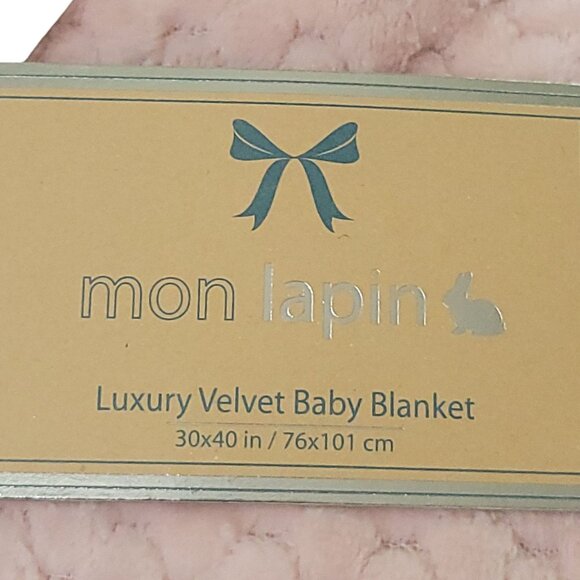 mon lapin
Luxury Velvet Baby Blanket
30x40 in / 76x101 cm